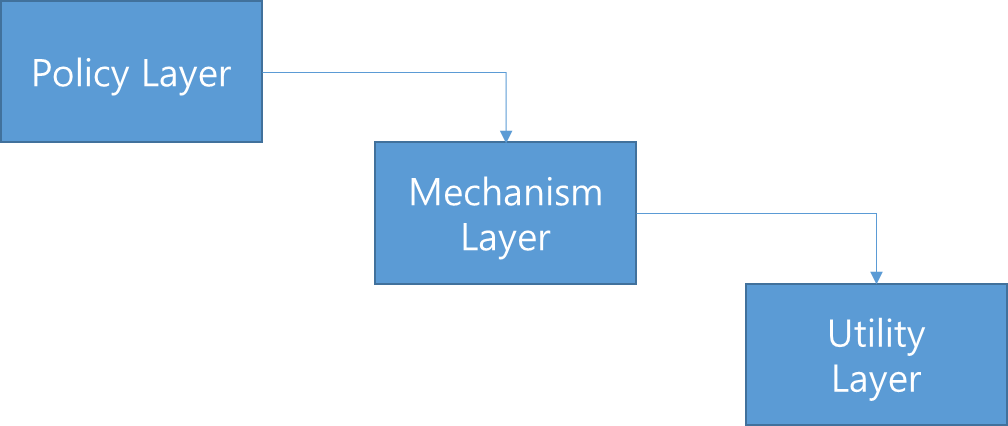 Policy Layer
Mechanism
Layer
Utility
Layer